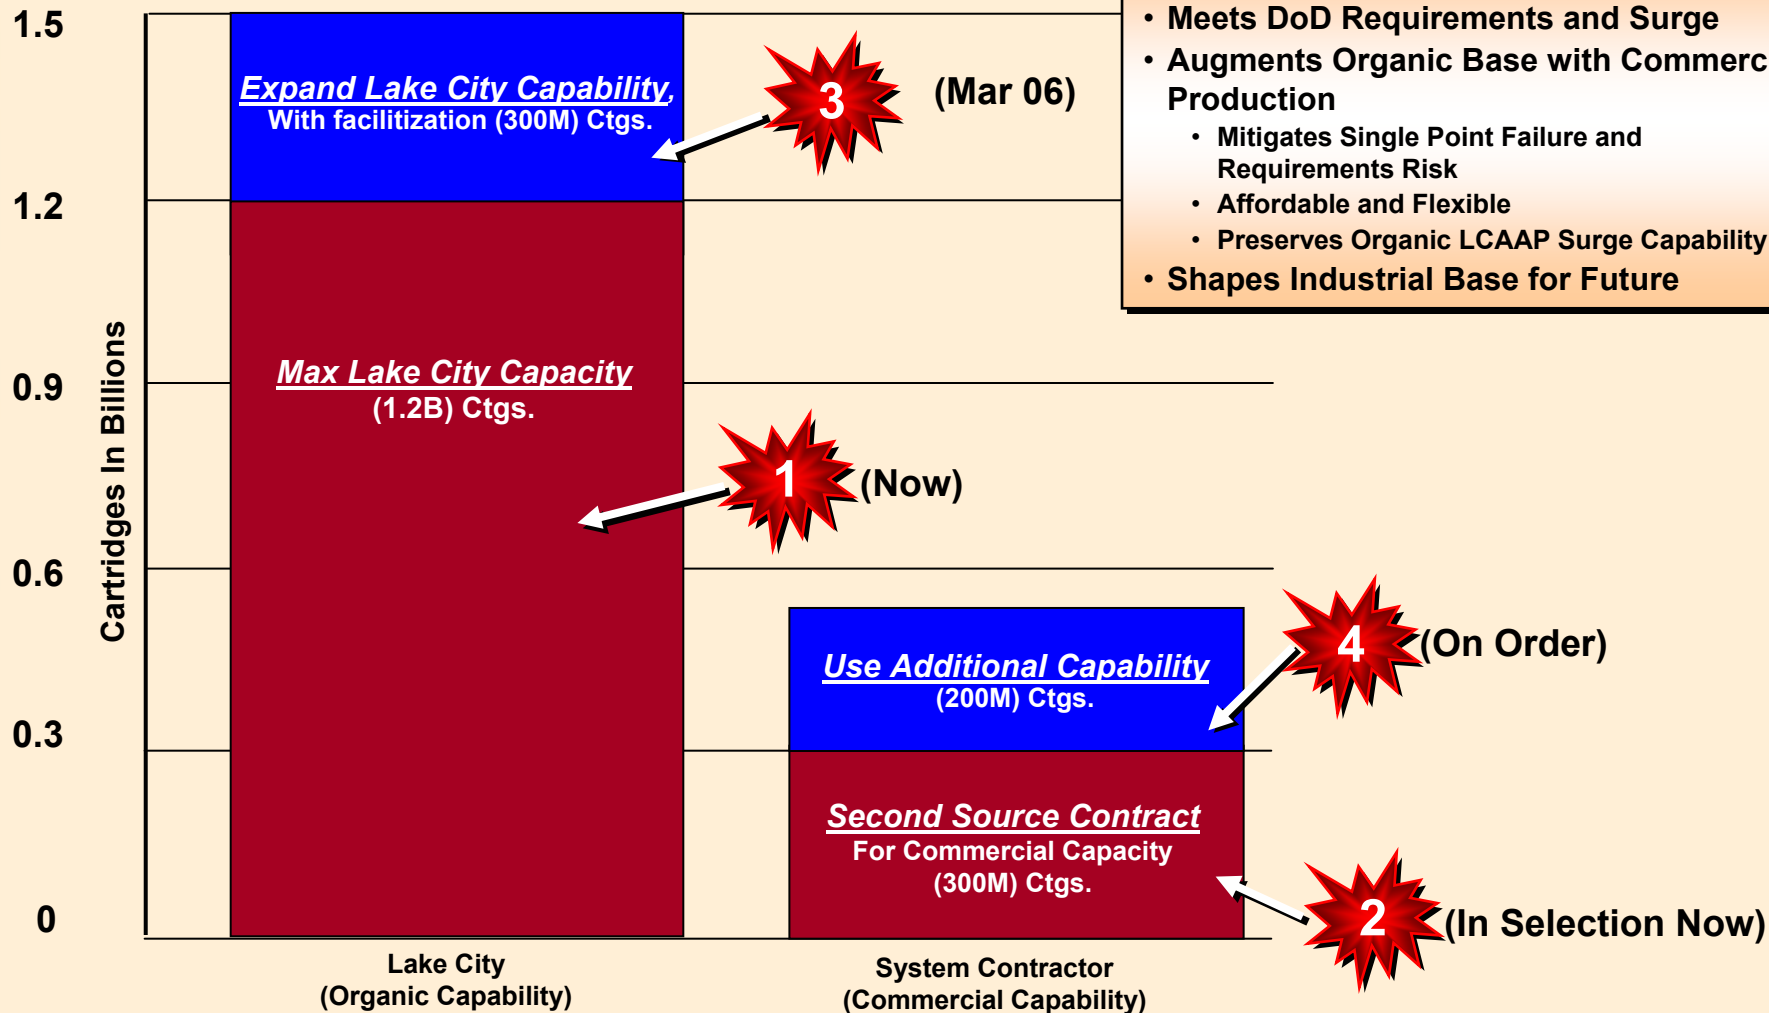 1.5
1.2
0.9
0.6
0.3
0
Cartridges In Billions
Expand Lake City Capability,
With facilitization (300M) Ctgs.
3
(Mar 06)
Max Lake City Capacity
(1.2B) Ctgs.
1
(Now)
Use Additional Capability
(200M) Ctgs.
4
(On Order)
Second Source Contract
For Commercial Capacity
(300M) Ctgs.
2
(In Selection Now)
Lake City
(Organic Capability)
System Contractor
(Commercial Capability)
• Meets DoD Requirements and Surge
• Augments Organic Base with Commerc
Production
• Mitigates Single Point Failure and
Requirements Risk
• Affordable and Flexible
• Preserves Organic LCAAP Surge Capability
• Shapes Industrial Base for Future